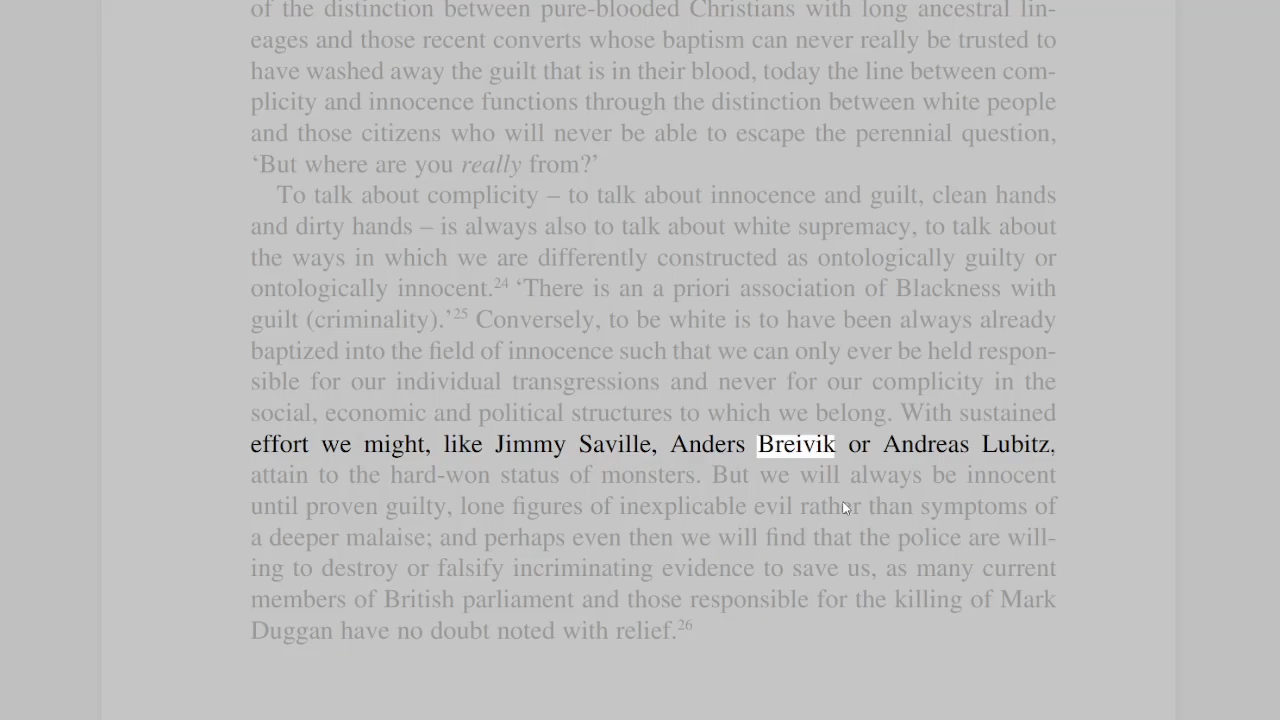 of the distinction between pure-blooded Christians with long ancestral lin-
eages and those recent converts whose baptism can never really be trusted to
have washed away the guilt that is in their blood, today the line between com-
plicity and innocence functions through the distinction between white people
and those citizens who will never be able to escape the perennial question,
‘But where are you really from?’
To talk about complicity – to talk about innocence and guilt, clean hands
and dirty hands – is always also to talk about white supremacy, to talk about
the ways in which we are differently constructed as ontologically guilty or
ontologically innocent.24 ‘There is an a priori association of Blackness with
guilt (criminality).’25 Conversely, to be white is to have been always already
baptized into the field of innocence such that we can only ever be held respon-
sible for our individual transgressions and never for our complicity in the
social, economic and political structures to which we belong. With sustained
effort we might, like Jimmy Saville, Anders Breivik or Andreas Lubitz,
attain to the hard-won status of monsters. But we will always be innocent
until proven guilty, lone figures of inexplicable evil rather than symptoms of
a deeper malaise; and perhaps even then we will find that the police are will-
ing to destroy or falsify incriminating evidence to save us, as many current
members of British parliament and those responsible for the killing of Mark
Duggan have no doubt noted with relief.26